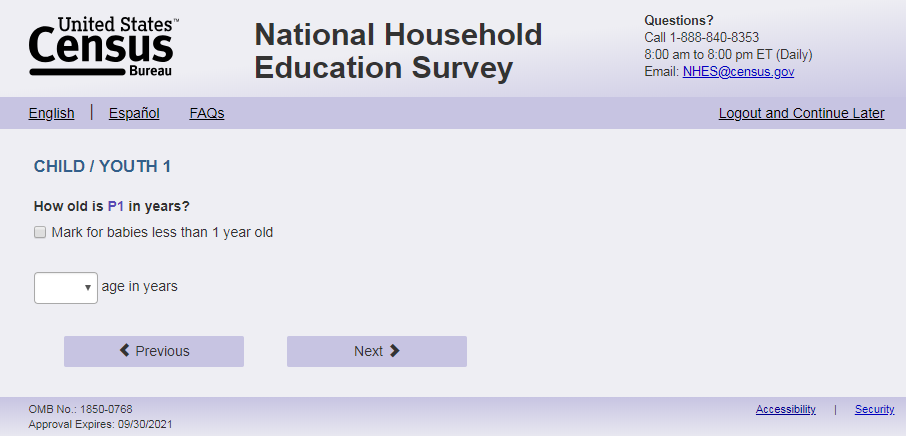 United States™
Census
Bureau
National Household
Education Survey
Questions?
Call 1-888-840-8353
8:00 am to 8:00 pm ET (Daily)
Email: NHES@census.gov
English | Español FAQs Logout and Continue Later
CHILD / YOUTH 1
How old is P1 in years?
Mark for babies less than 1 year old
age in years
Previous Next
OMB No.: 1850-0768 Accessibility | Security
Approval Expires: 09/30/2021